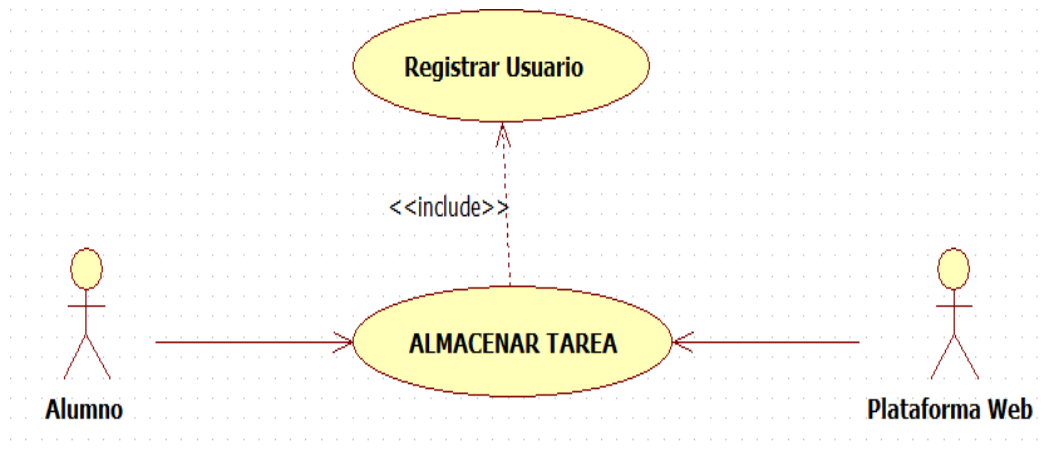 Registrar Usuario
<<include>>
ALMACENAR TAREA
Alumno
Plataforma Web